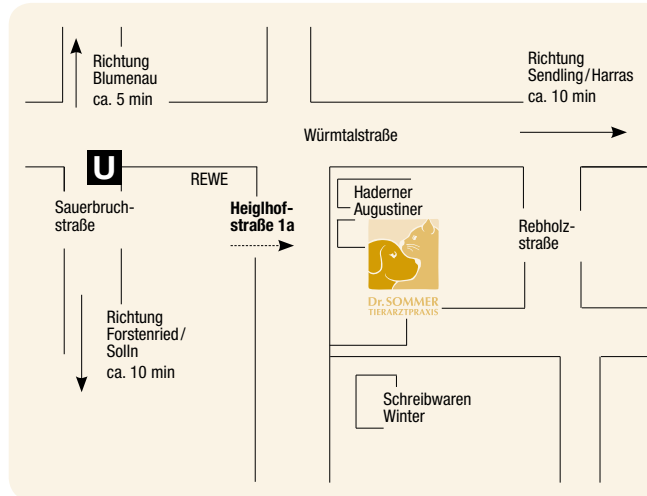 Richtung
Blumenau
ca. 5 min
Richtung
Sendling/Harras
ca. 10 min
Würmtalstraße
U
REWE
Sauerbruch-
straße
Heiglhof-
straße 1a
Haderner
Augustiner
Rebholz-
straße
Dr. SOMMER
TIERARZTPRAXIS
Richtung
Forstenried/
Solln
ca. 10 min
Schreibwaren
Winter